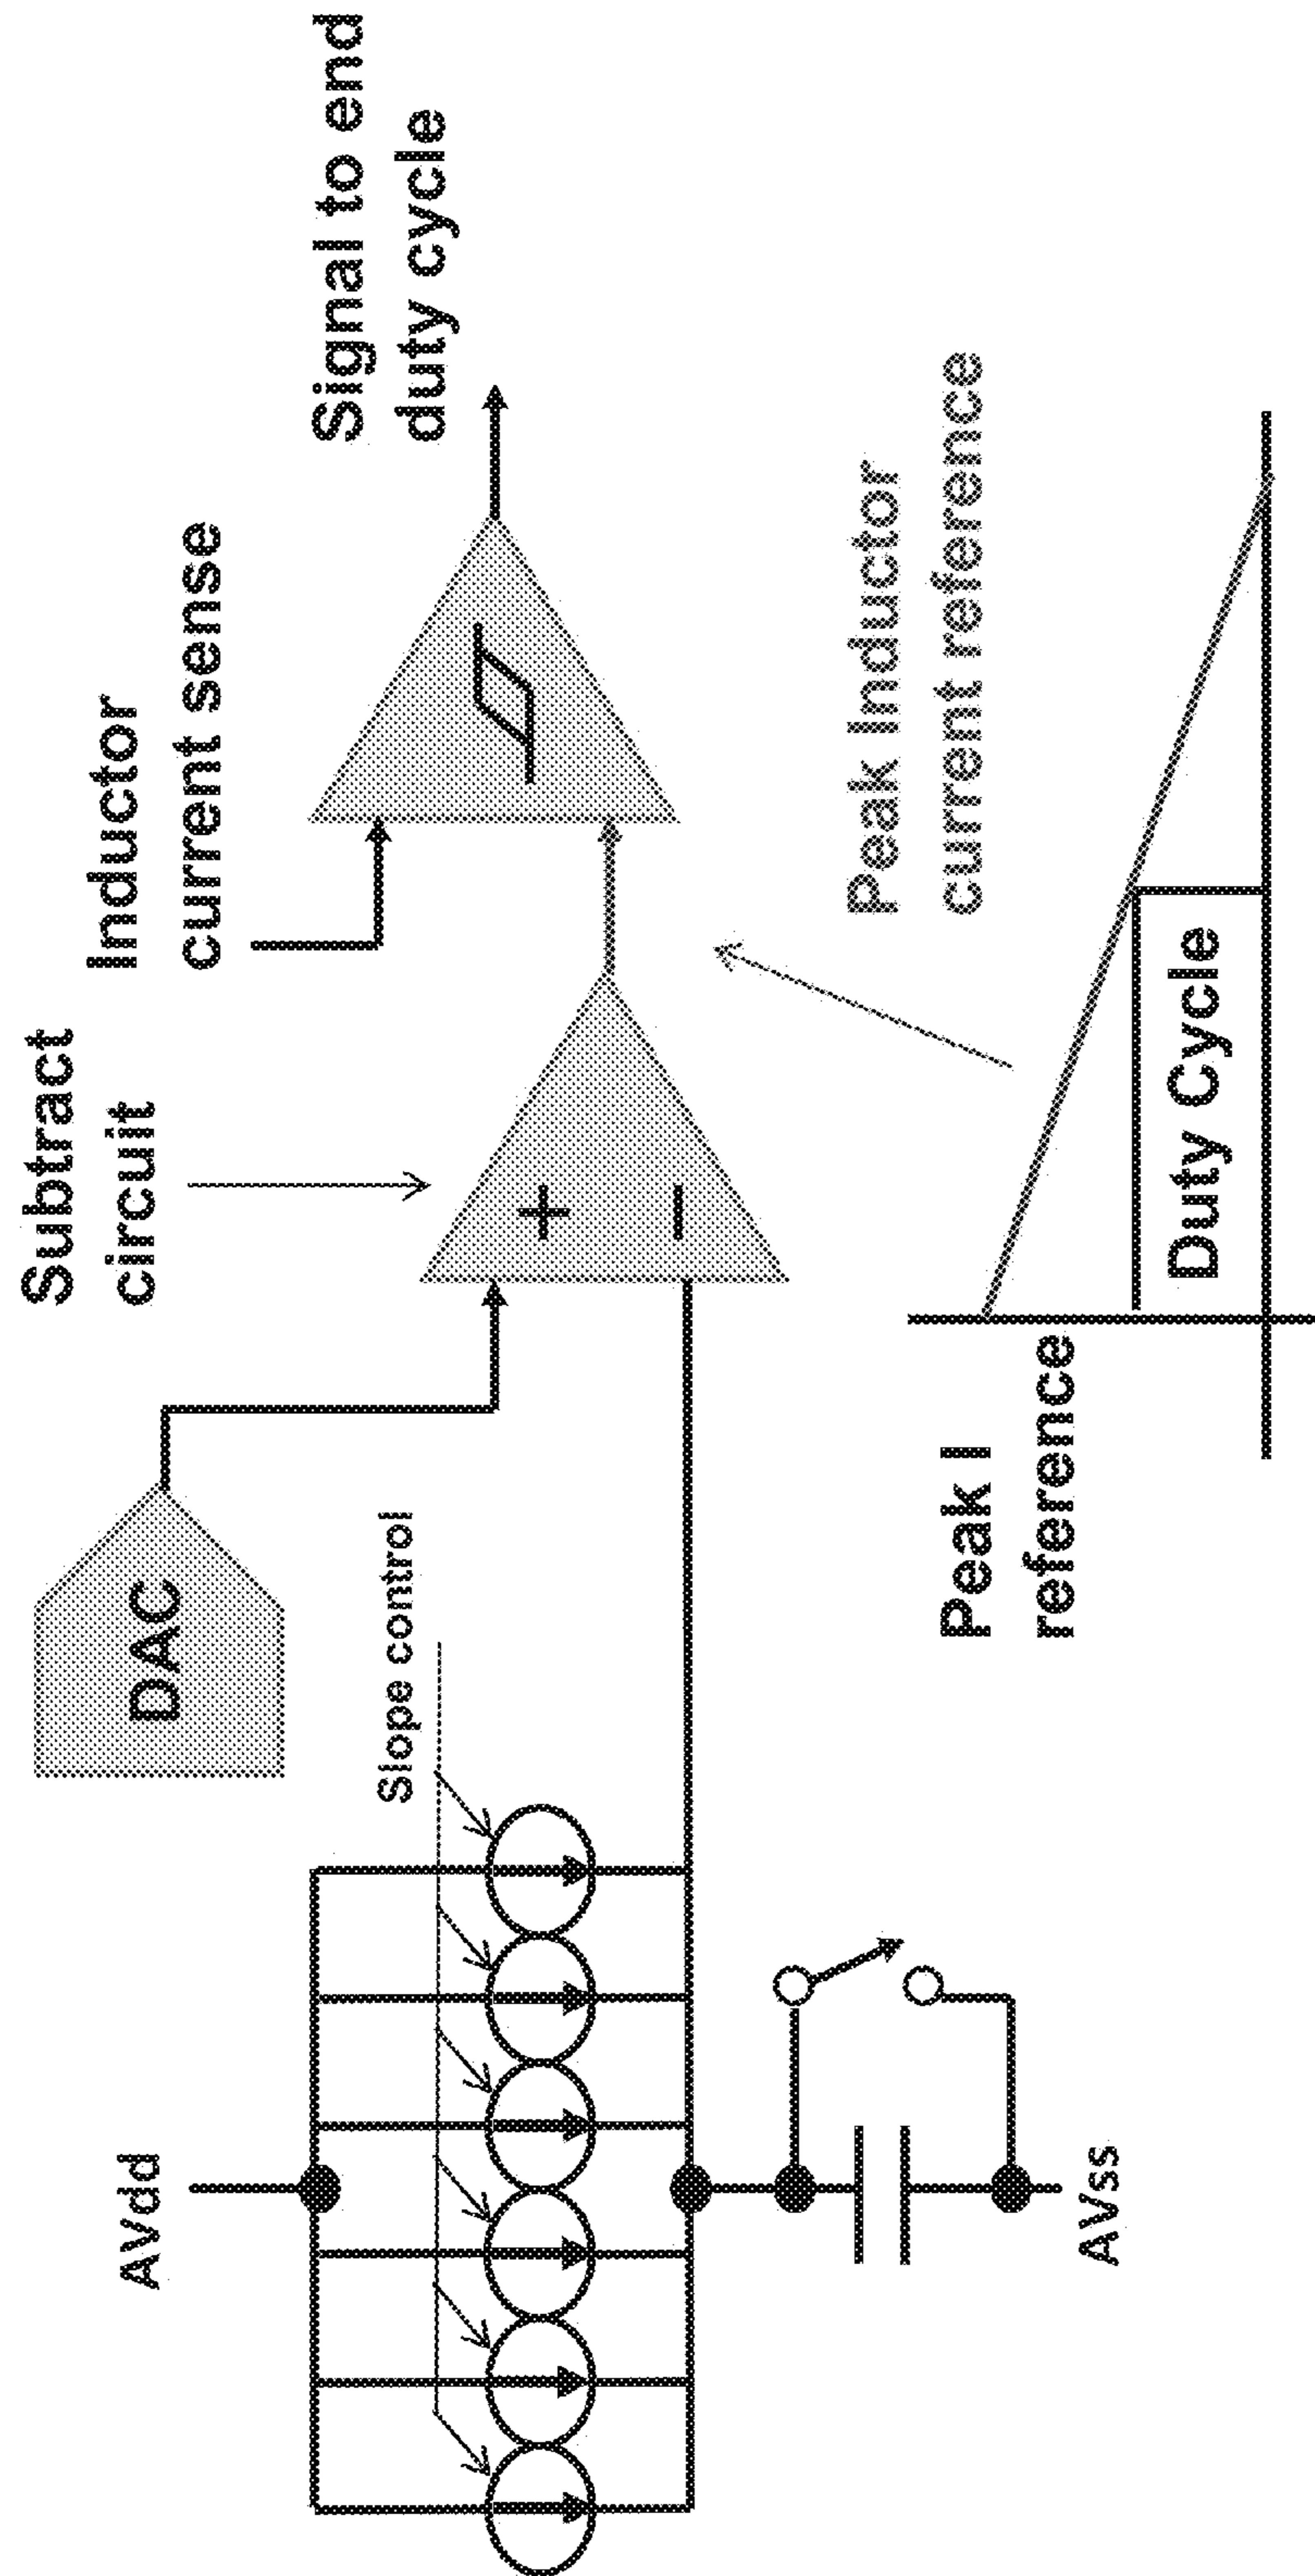 AVdd
DAC
Subtract
circuit
Inductor
current sense
Signal to end
duty cycle
Slope control
+
−
AVss
Peak I
reference
Peak Inductor
current reference
Duty Cycle